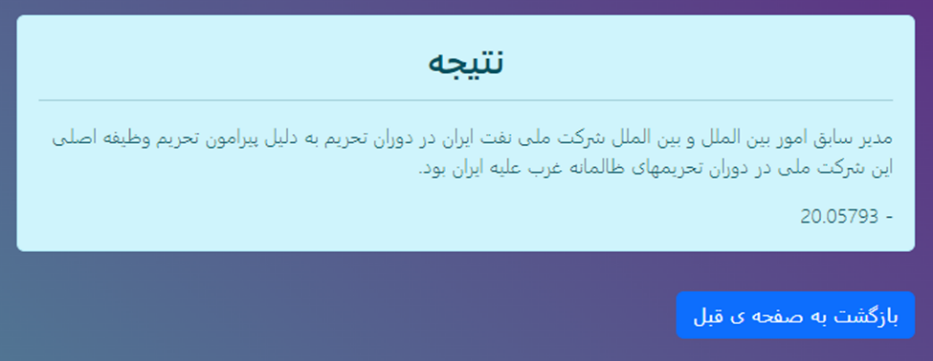 نتیجه
مدیر سابق امور بین الملل و بین الملل شرکت ملی نفت ایران در دوران تحریم به دلیل پیرامون تحریم وظیفه اصلی
این شرکت ملی در دوران تحریمهای ظالمانه غرب علیه ایران بود.
- 20.05793
بازگشت به صفحه ی قبل